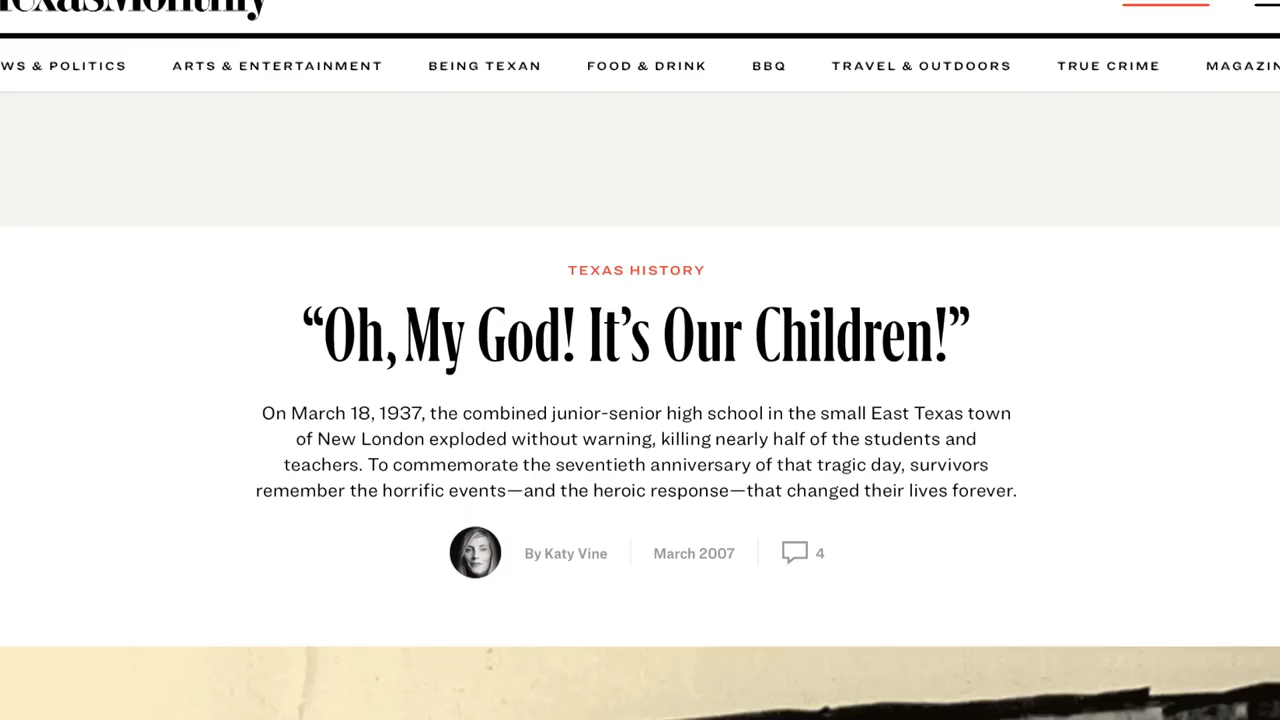 TexasMonthly
WS & POLITICS ARTS & ENTERTAINMENT BEING TEXAN FOOD & DRINK BBQ TRAVEL & OUTDOORS TRUE CRIME MAGAZIN
TEXAS HISTORY
“Oh, My God! It’s Our Children!”
On March 18, 1937, the combined junior-senior high school in the small East Texas town
of New London exploded without warning, killing nearly half of the students and
teachers. To commemorate the seventieth anniversary of that tragic day, survivors
remember the horrific events—and the heroic response—that changed their lives forever.
By Katy Vine March 2007 4